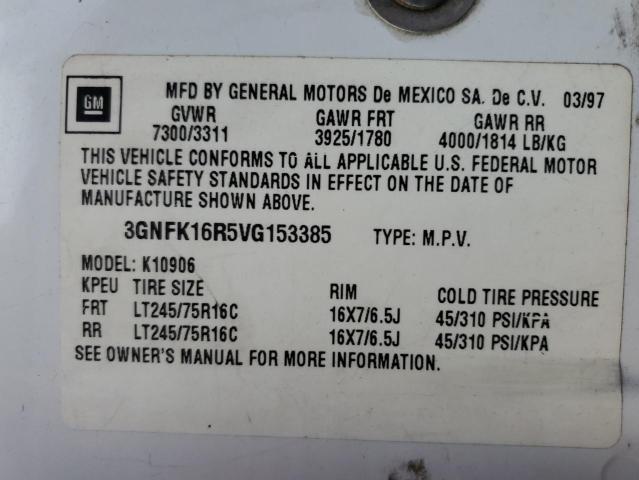 GM
MFD BY GENERAL MOTORS De MEXICO SA. De C.V. 03/97
GVWR GAWR FRT GAWR RR
7300/3311 3925/1780 4000/1814 LB/KG
THIS VEHICLE CONFORMS TO ALL APPLICABLE U.S. FEDERAL MOTOR
VEHICLE SAFETY STANDARDS IN EFFECT ON THE DATE OF
MANUFACTURE SHOWN ABOVE.
3GNFK16R5VG153385 TYPE: M.P.V.
MODEL: K10906
KPEU TIRE SIZE RIM COLD TIRE PRESSURE
FRT LT245/75R16C 16X7/6.5J 45/310 PSI/KPA
RR LT245/75R16C 16X7/6.5J 45/310 PSI/KPA
SEE OWNER'S MANUAL FOR MORE INFORMATION.